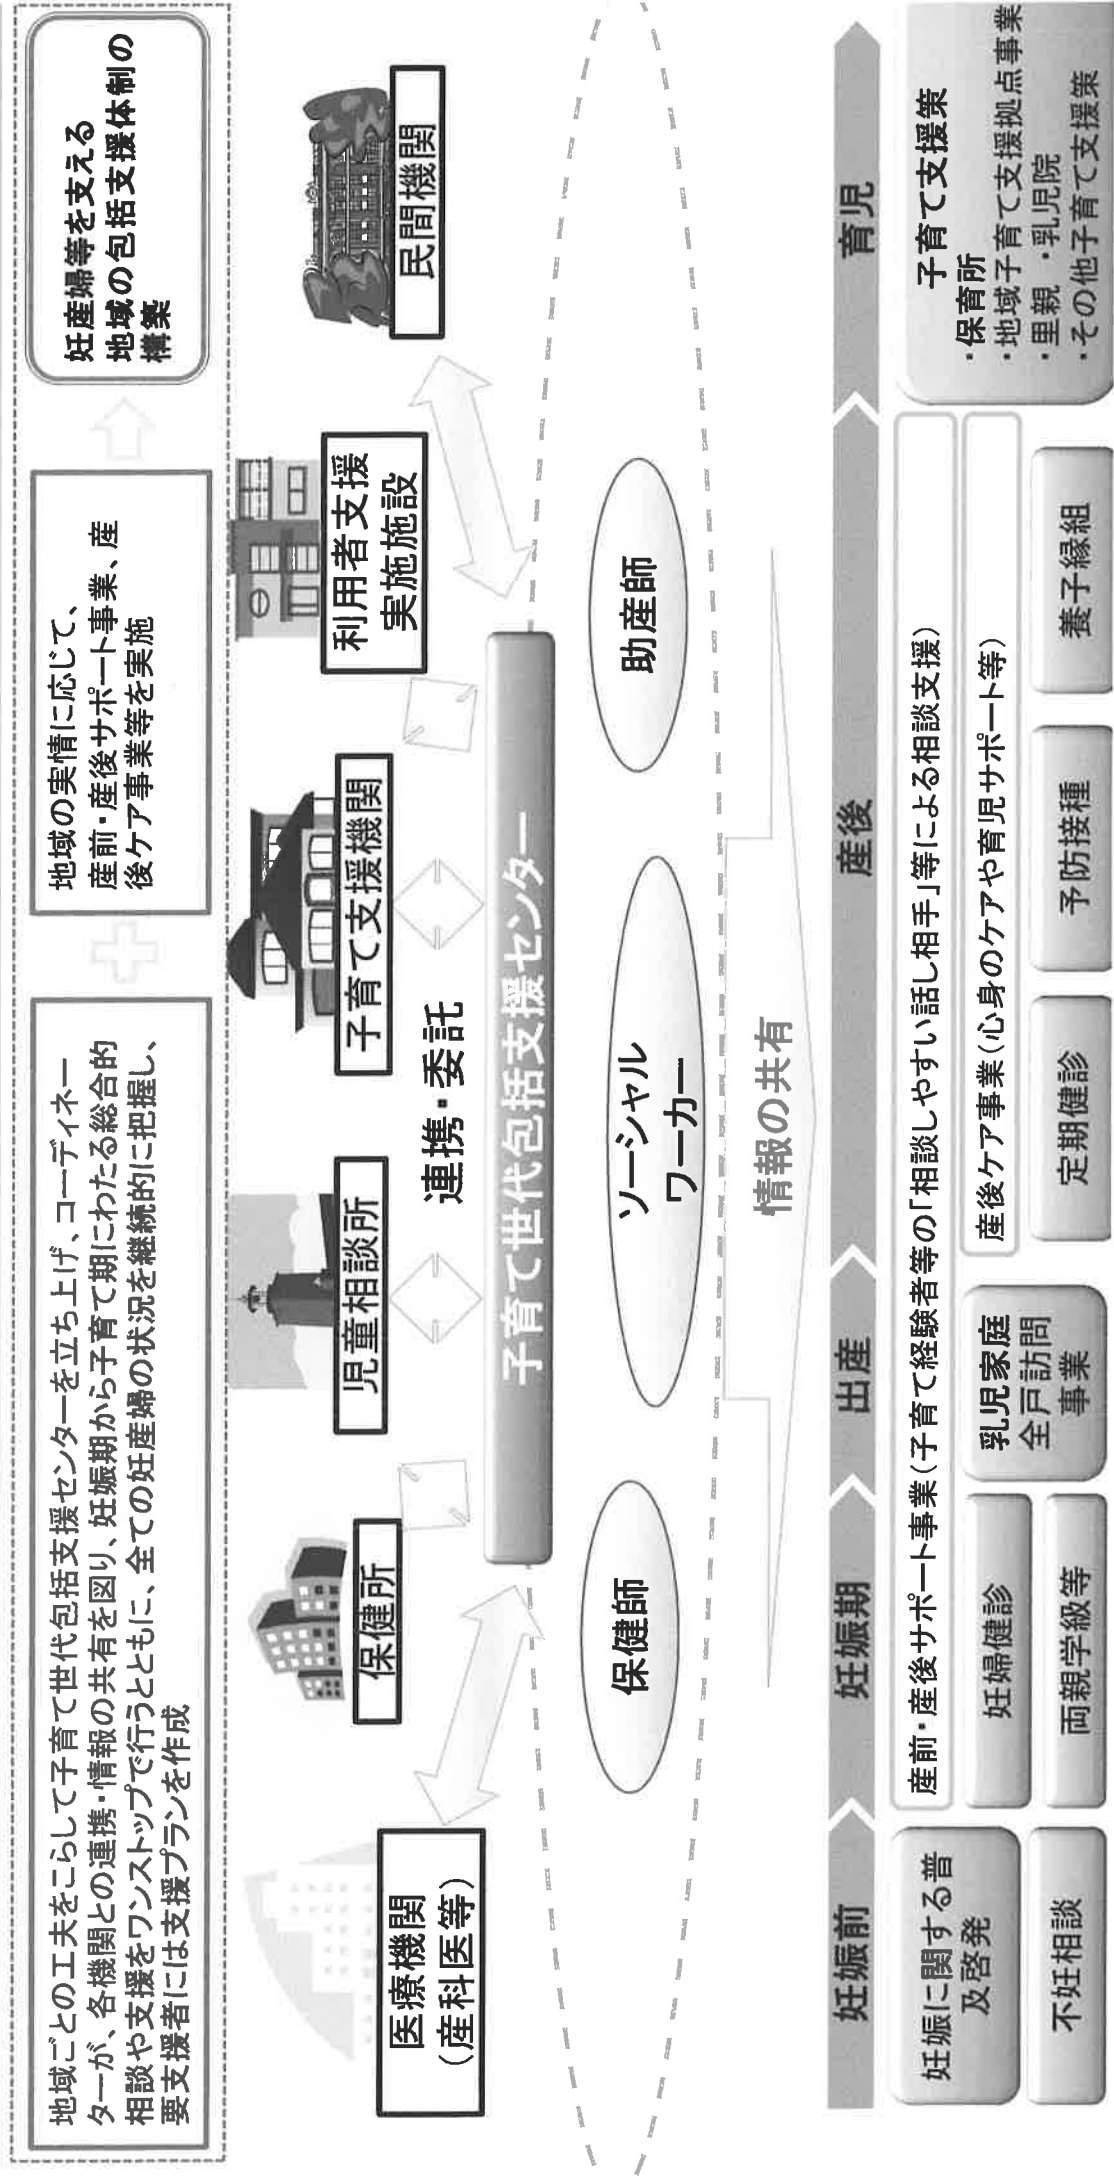 地域ごとの工夫をこらして子育て世代包括支援センターを立ち上げ、コーディネー
ターが、各機関との連携・情報の共有を図り、妊娠期から子育て期にわたる総合的
相談や支援をワンストップで行うとともに、全ての妊産婦の状況を継続的に把握し、
要支援者には支援プランを作成
地域の実情に応じて、
産前・産後サポート事業、産
後ケア事業等を実施
妊産婦等を支える
地域の包括支援体制の
構築
医療機関
（産科医等）
保健所
児童相談所
子育て支援機関
利用者支援
実施施設
民間機関
連携・委託
子育て世代包括支援センター
保健師
ソーシャル
ワーカー
助産師
情報の共有
妊娠前
妊娠期
出産
産後
育児
妊娠に関する普
及啓発
不妊相談
産前・産後サポート事業（子育て経験者等の「相談しやすい話し相手」等による相談支援）
妊婦健診
両親学級等
乳児家庭
全戸訪問
事業
産後ケア事業（心身のケアや育児サポート等）
定期健診
予防接種
養子縁組
子育て支援策
・保育所
・地域子育て支援拠点事業
・里親 ・乳児院
・その他子育て支援策